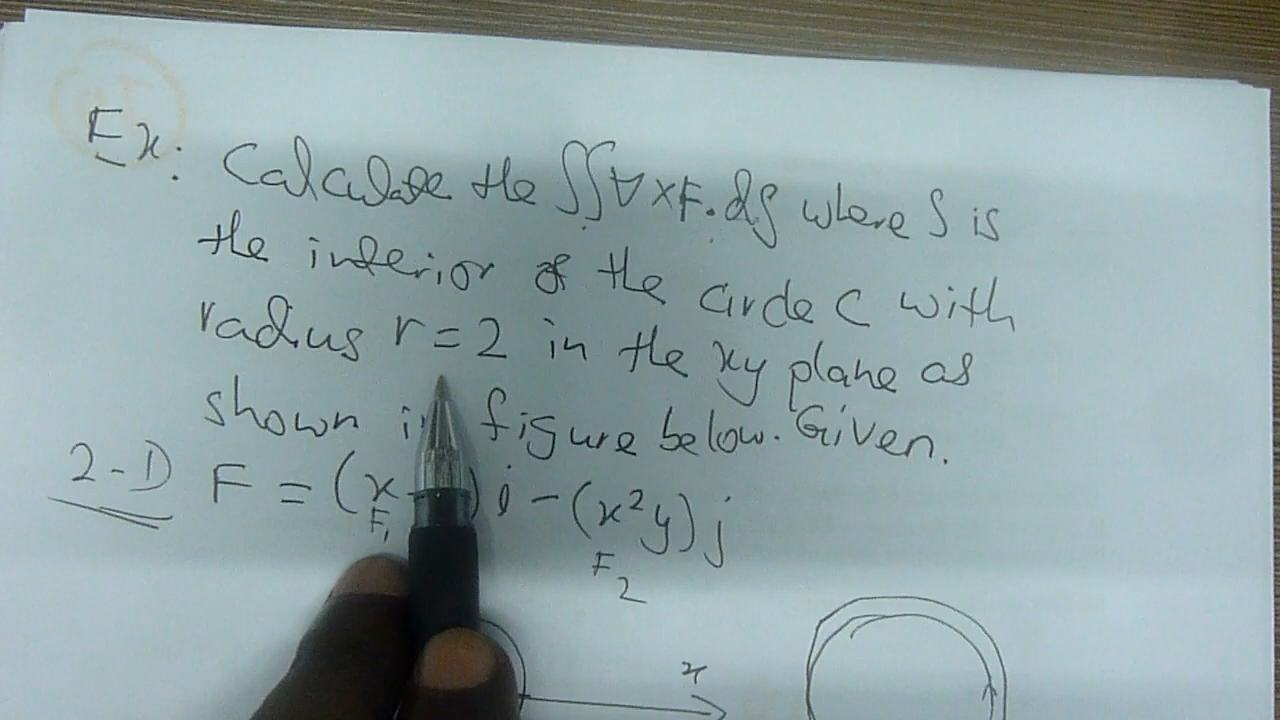 Ex: Calculate the ∬∇×F.dS where S is
the interior of the circle C with
radius r=2 in the xy plane as
shown figure below. Given.
2-D F = (x )i - (x²y)j
F₁ F₂
x